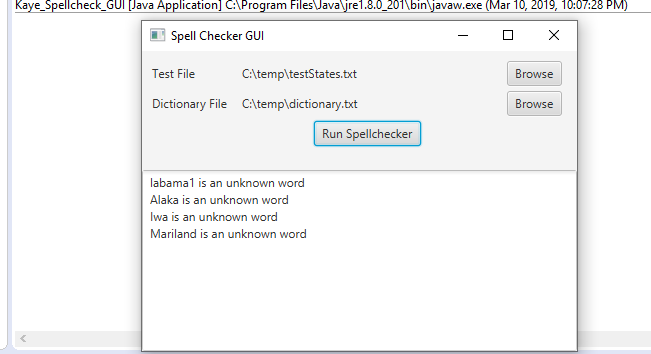 Kaye_Spellcheck_GUI [Java Application] C:\Program Files\Java\jre1.8.0_201\bin\javaw.exe (Mar 10, 2019, 10:07:28 PM)
Spell Checker GUI
Test File C:\temp\testStates.txt Browse
Dictionary File C:\temp\dictionary.txt Browse
Run Spellchecker
labama1 is an unknown word
Alaka is an unknown word
Iwa is an unknown word
Mariland is an unknown word